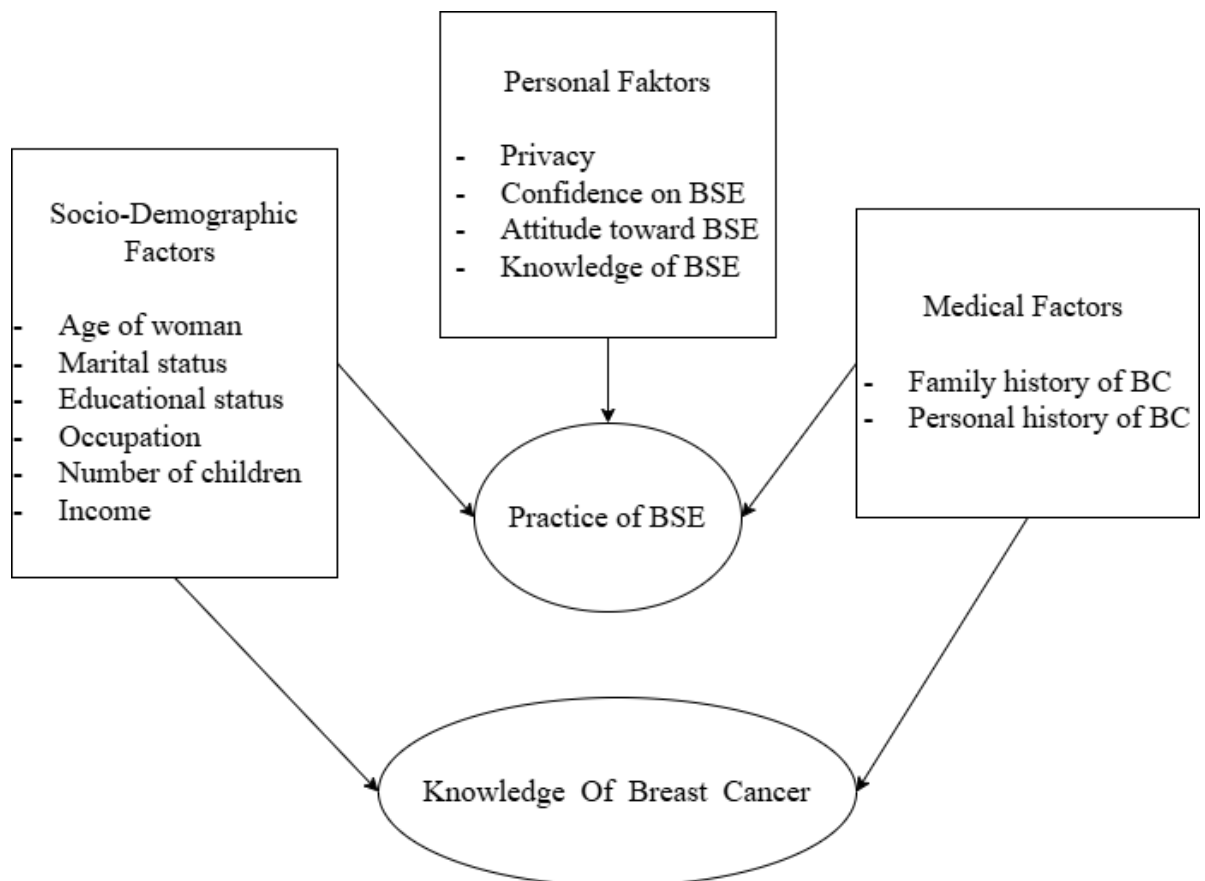 Personal Faktors
- Privacy
- Confidence on BSE
- Attitude toward BSE
- Knowledge of BSE
Socio-Demographic
Factors
- Age of woman
- Marital status
- Educational status
- Occupation
- Number of children
- Income
Medical Factors
- Family history of BC
- Personal history of BC
Practice of BSE
Knowledge Of Breast Cancer